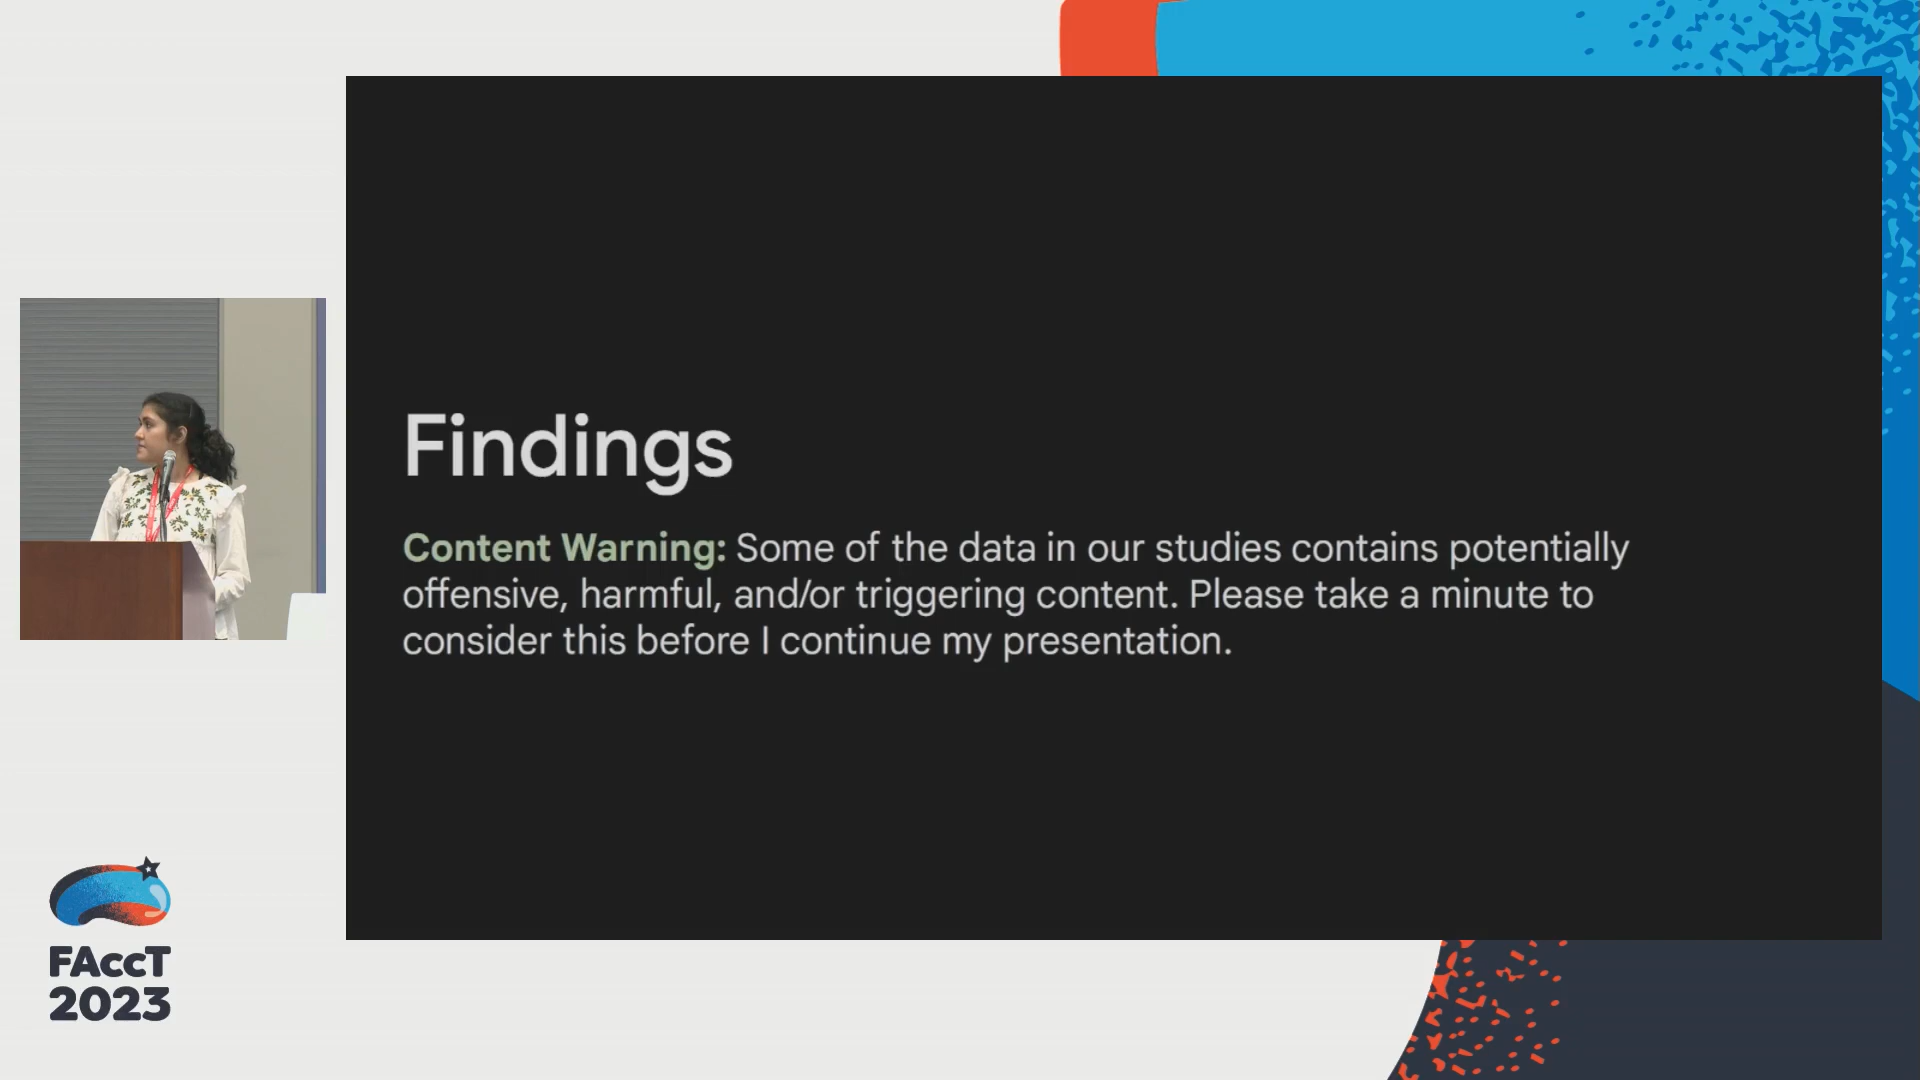 Findings
Content Warning: Some of the data in our studies contains potentially
offensive, harmful, and/or triggering content. Please take a minute to
consider this before I continue my presentation.
FAccT
2023